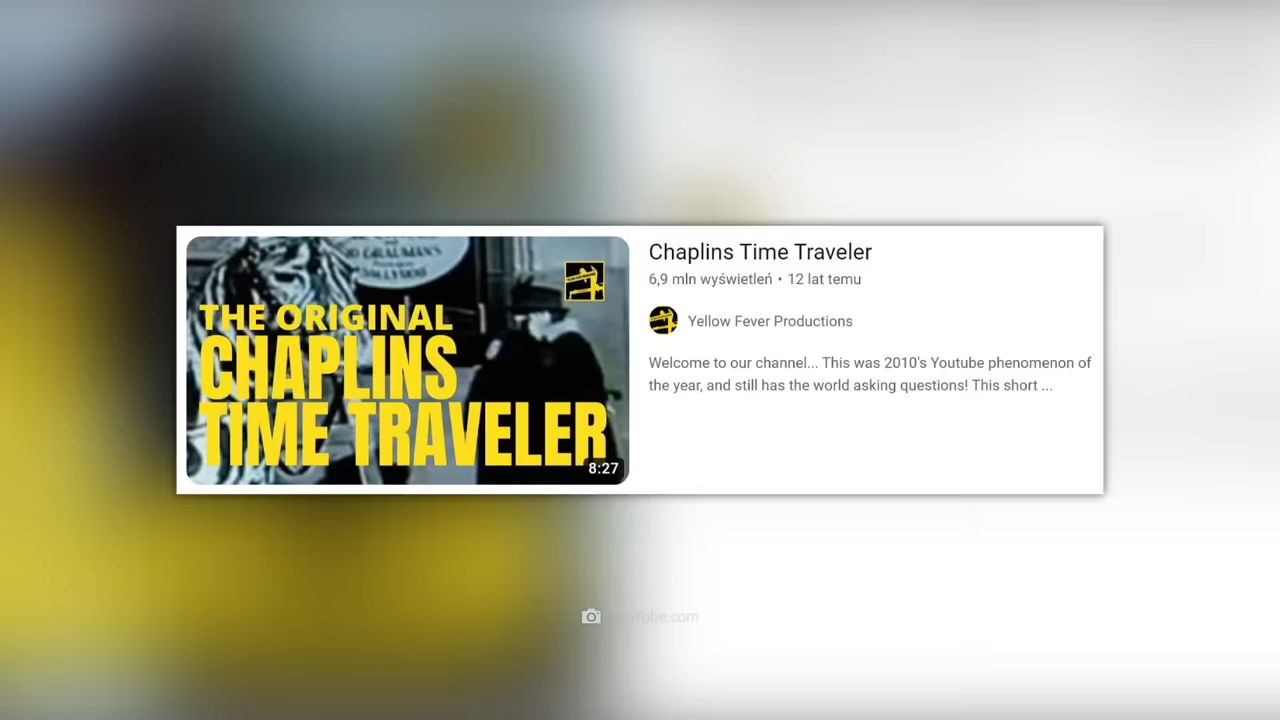 THE ORIGINAL
CHAPLINS
TIME TRAVELER
8:27
Chaplins Time Traveler
6,9 mln wyświetleń • 12 lat temu
Yellow Fever Productions
Welcome to our channel... This was 2010's Youtube phenomenon of
the year, and still has the world asking questions! This short ...